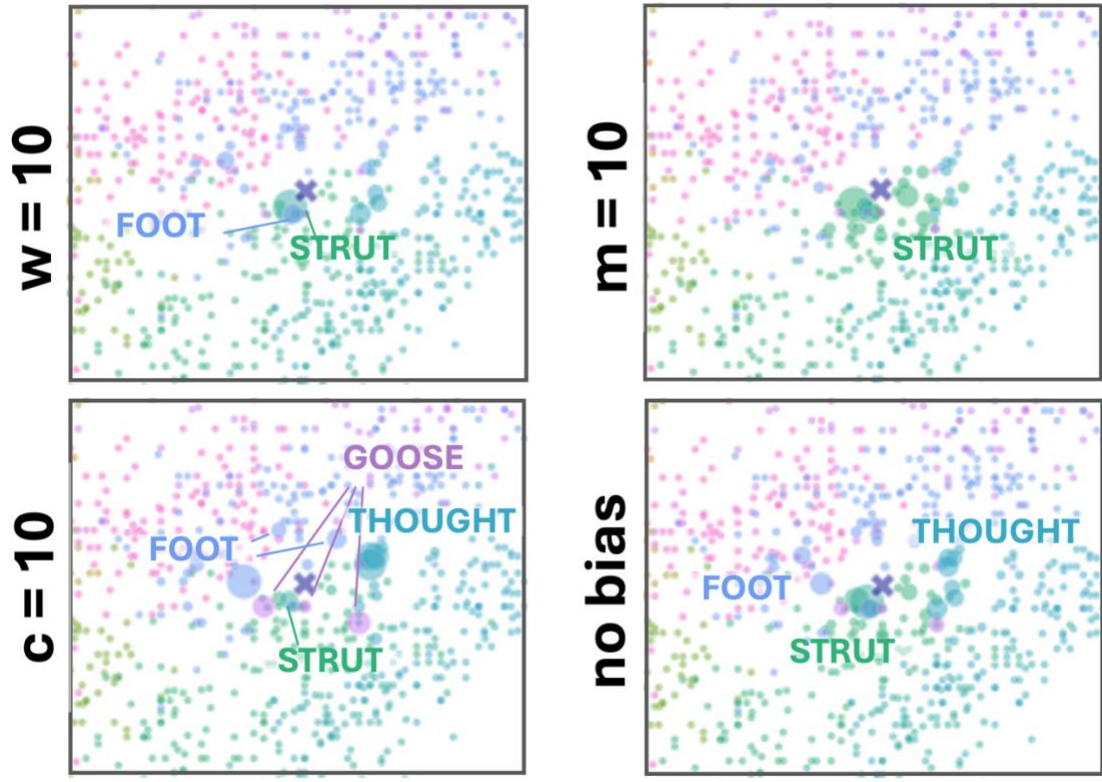 w = 10
FOOT
STRUT
m = 10
STRUT
c = 10
GOOSE
THOUGHT
FOOT
STRUT
no bias
THOUGHT
FOOT
STRUT